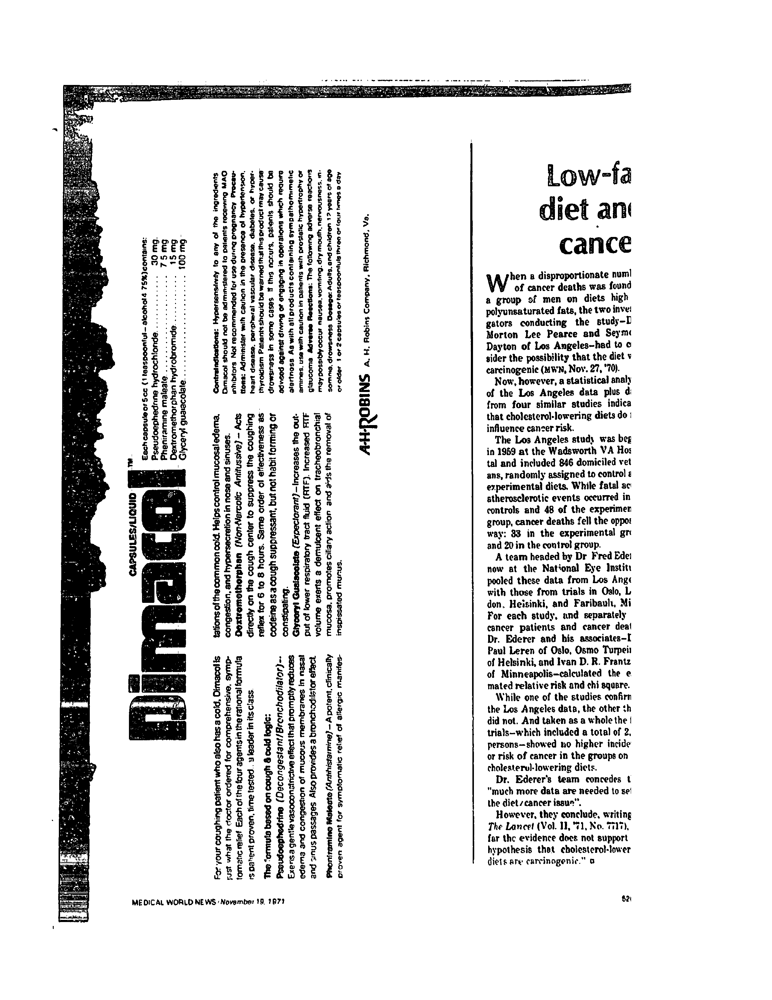 CAPSULES/LIQUID
Dimacol™
Each capsule or 5 cc (1 teaspoonful—alcohol 4.75%) contains:
Pseudoephedrine hydrochloride......... 30 mg.
Pheniramine maleate......... 7.5 mg
Dextromethorphan hydrobromide......... 15 mg
Glyceryl guaiacolate......... 100 mg
For your coughing patient who also has a cold, Dimacol is
just what the doctor ordered for comprehensive, symp-
tomatic relief Each of the four agents in the rational formula
is patient proven, time tested
The formula based on cough & cold logic:
Pseudoephedrine (Decongestant/Bronchodilator)—
Exerts a gentle vasoconstrictive effect that promptly reduces
edema and congestion of mucous membranes in nasal
and sinus passages Also provides a bronchodilator effect
Pheniramine Maleate (Antihistamine)—A potent, clinically
proven agent for symptomatic relief of allergic manifes-
tations of the common cold. Helps control mucosal edema,
congestion, and hypersecretion in nose and sinuses.
Dextromethorphan (Non-Narcotic Antitussive)—Acts
directly on the cough center to suppress the coughing
reflex for 6 to 8 hours. Same order of effectiveness as
codeine as a cough suppressant, but not habit forming or
constipating.
Glyceryl Guaiacolate (Expectorant)—Increases the out-
put of lower respiratory tract fluid (RTF). Increased RTF
volume exerts a demulcent effect on tracheobronchial
mucosa, promotes ciliary action and aids the removal of
inspissated mucus.
Contraindications: Hypersensitivity to any of the ingredients
Dimacol should not be administered to patients receiving MAO
inhibitors Not recommended for use during pregnancy Precau-
tions: Administer with caution in the presence of hypertension,
heart disease, peripheral vascular disease, diabetes, or hyper-
thyroidism Patients should be warned that this product may cause
drowsiness in some cases If this occurs, patients should be
advised against driving or engaging in operations which require
alertness As with all products containing sympathomimetic
amines, use with caution in patients with prostatic hypertrophy or
glaucoma Adverse Reactions: The following adverse reactions
may possibly occur nausea, vomiting, dry mouth, nervousness, in-
somnia, drowsiness Dosage: Adults, and children 12 years of age
or older 1 or 2 capsules or teaspoonfuls three or four times a day
A·H·ROBINS A. H. Robins Company, Richmond, Va.
Low-fa
diet an
cance
When a disproportionate numl
of cancer deaths was found
a group of men on diets high
polyunsaturated fats, the two inves
gators conducting the study—D
Morton Lee Pearce and Seymo
Dayton of Los Angeles—had to c
sider the possibility that the diet w
carcinogenic (MWN, Nov. 27, '70).
Now, however, a statistical analy
of the Los Angeles data plus d
from four similar studies indica
that cholesterol-lowering diets do
influence cancer risk.
The Los Angeles study was beg
in 1959 at the Wadsworth VA Hos
tal and included 846 domiciled vet
ans, randomly assigned to control a
experimental diets. While fatal ac
atherosclerotic events occurred in
controls and 48 of the experimen
group, cancer deaths fell the oppos
way: 33 in the experimental gro
and 20 in the control group.
A team headed by Dr Fred Eder
now at the National Eye Institu
pooled these data from Los Ange
with those from trials in Oslo, L
don, Helsinki, and Faribault, Mi
For each study, and separately
cancer patients and cancer deat
Dr. Ederer and his associates—D
Paul Leren of Oslo, Osmo Turpein
of Helsinki, and Ivan D. R. Frantz
of Minneapolis—calculated the e
mated relative risk and chi square.
While one of the studies confirm
the Los Angeles data, the other th
did not. And taken as a whole the
trials—which included a total of 2,
persons—showed no higher incide
or risk of cancer in the groups on
cholesterol-lowering diets.
Dr. Ederer's team concedes t
"much more data are needed to set
the diet/cancer issue".
However, they conclude, writing
The Lancet (Vol. II, '71, No. 7717),
far the evidence does not support
hypothesis that cholesterol-lower
diets are carcinogenic."
MEDICAL WORLD NEWS·November 19, 1971